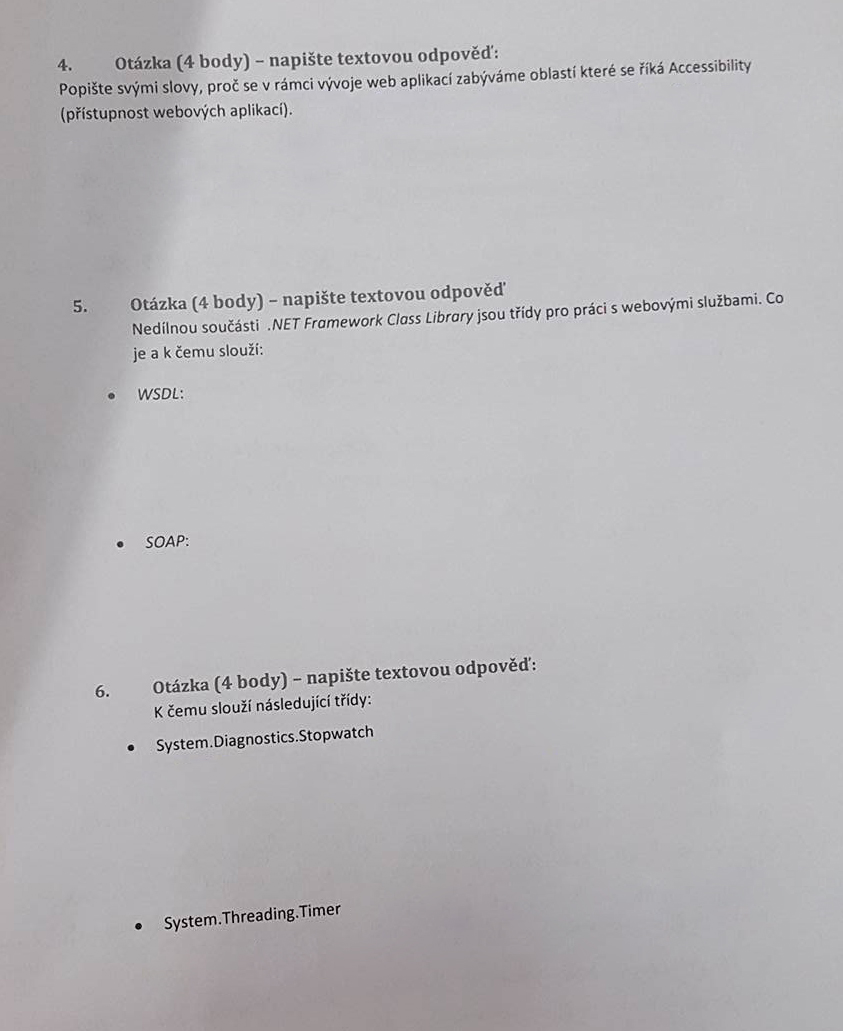 4. Otázka (4 body) – napište textovou odpověď:
Popište svými slovy, proč se v rámci vývoje web aplikací zabýváme oblastí které se říká Accessibility
(přístupnost webových aplikací).
5. Otázka (4 body) – napište textovou odpověď
Nedílnou součásti .NET Framework Class Library jsou třídy pro práci s webovými službami. Co
je a k čemu slouží:
• WSDL:
• SOAP:
6. Otázka (4 body) – napište textovou odpověď:
K čemu slouží následující třídy:
• System.Diagnostics.Stopwatch
• System.Threading.Timer